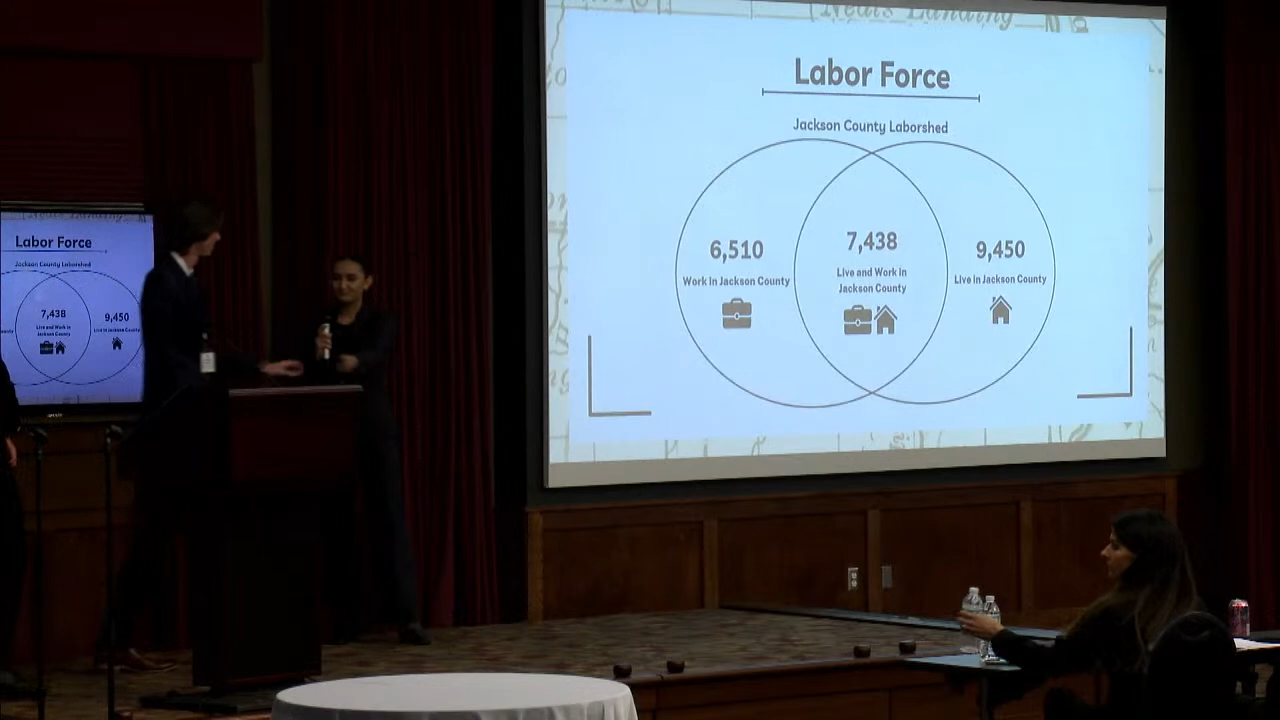 Neals Landing
Labor Force
Jackson County Laborshed
6,510
Work in Jackson County
7,438
Live and Work in
Jackson County
9,450
Live in Jackson County
Labor Force
Jackson County Laborshed
7,438
Live and Work in
Jackson County
9,450
Live in Jackson County